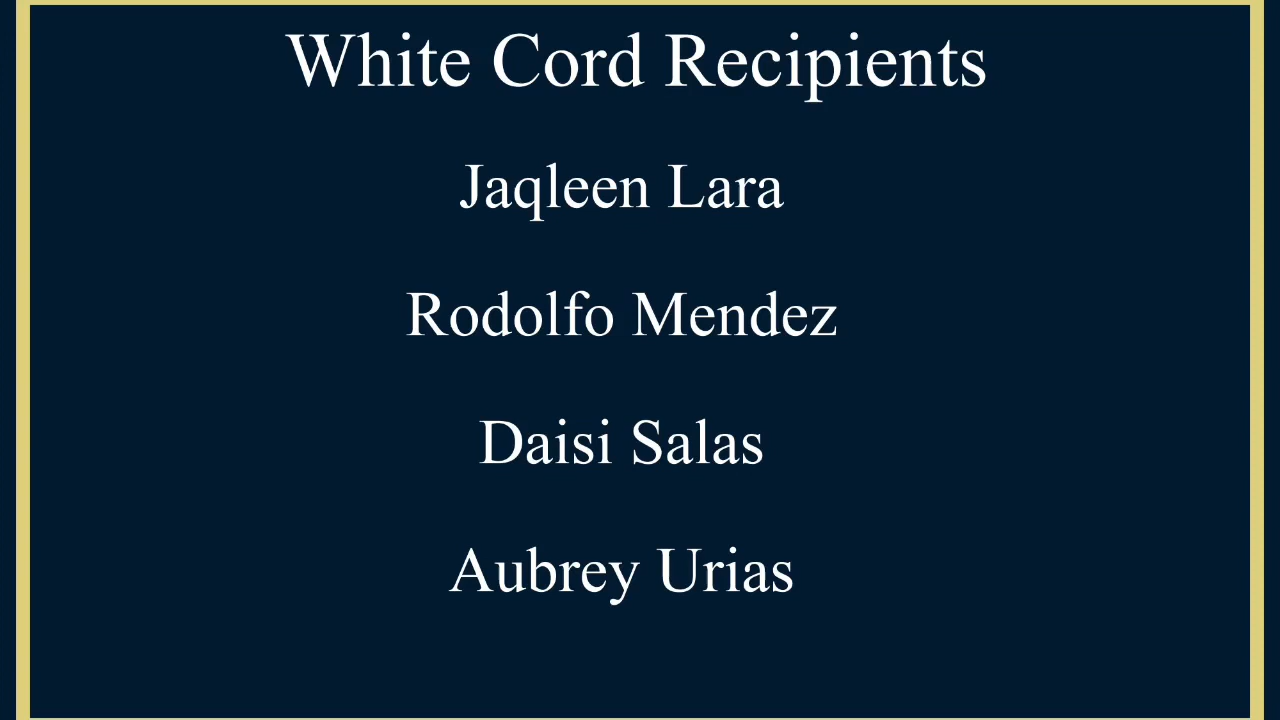 White Cord Recipients
Jaqleen Lara
Rodolfo Mendez
Daisi Salas
Aubrey Urias